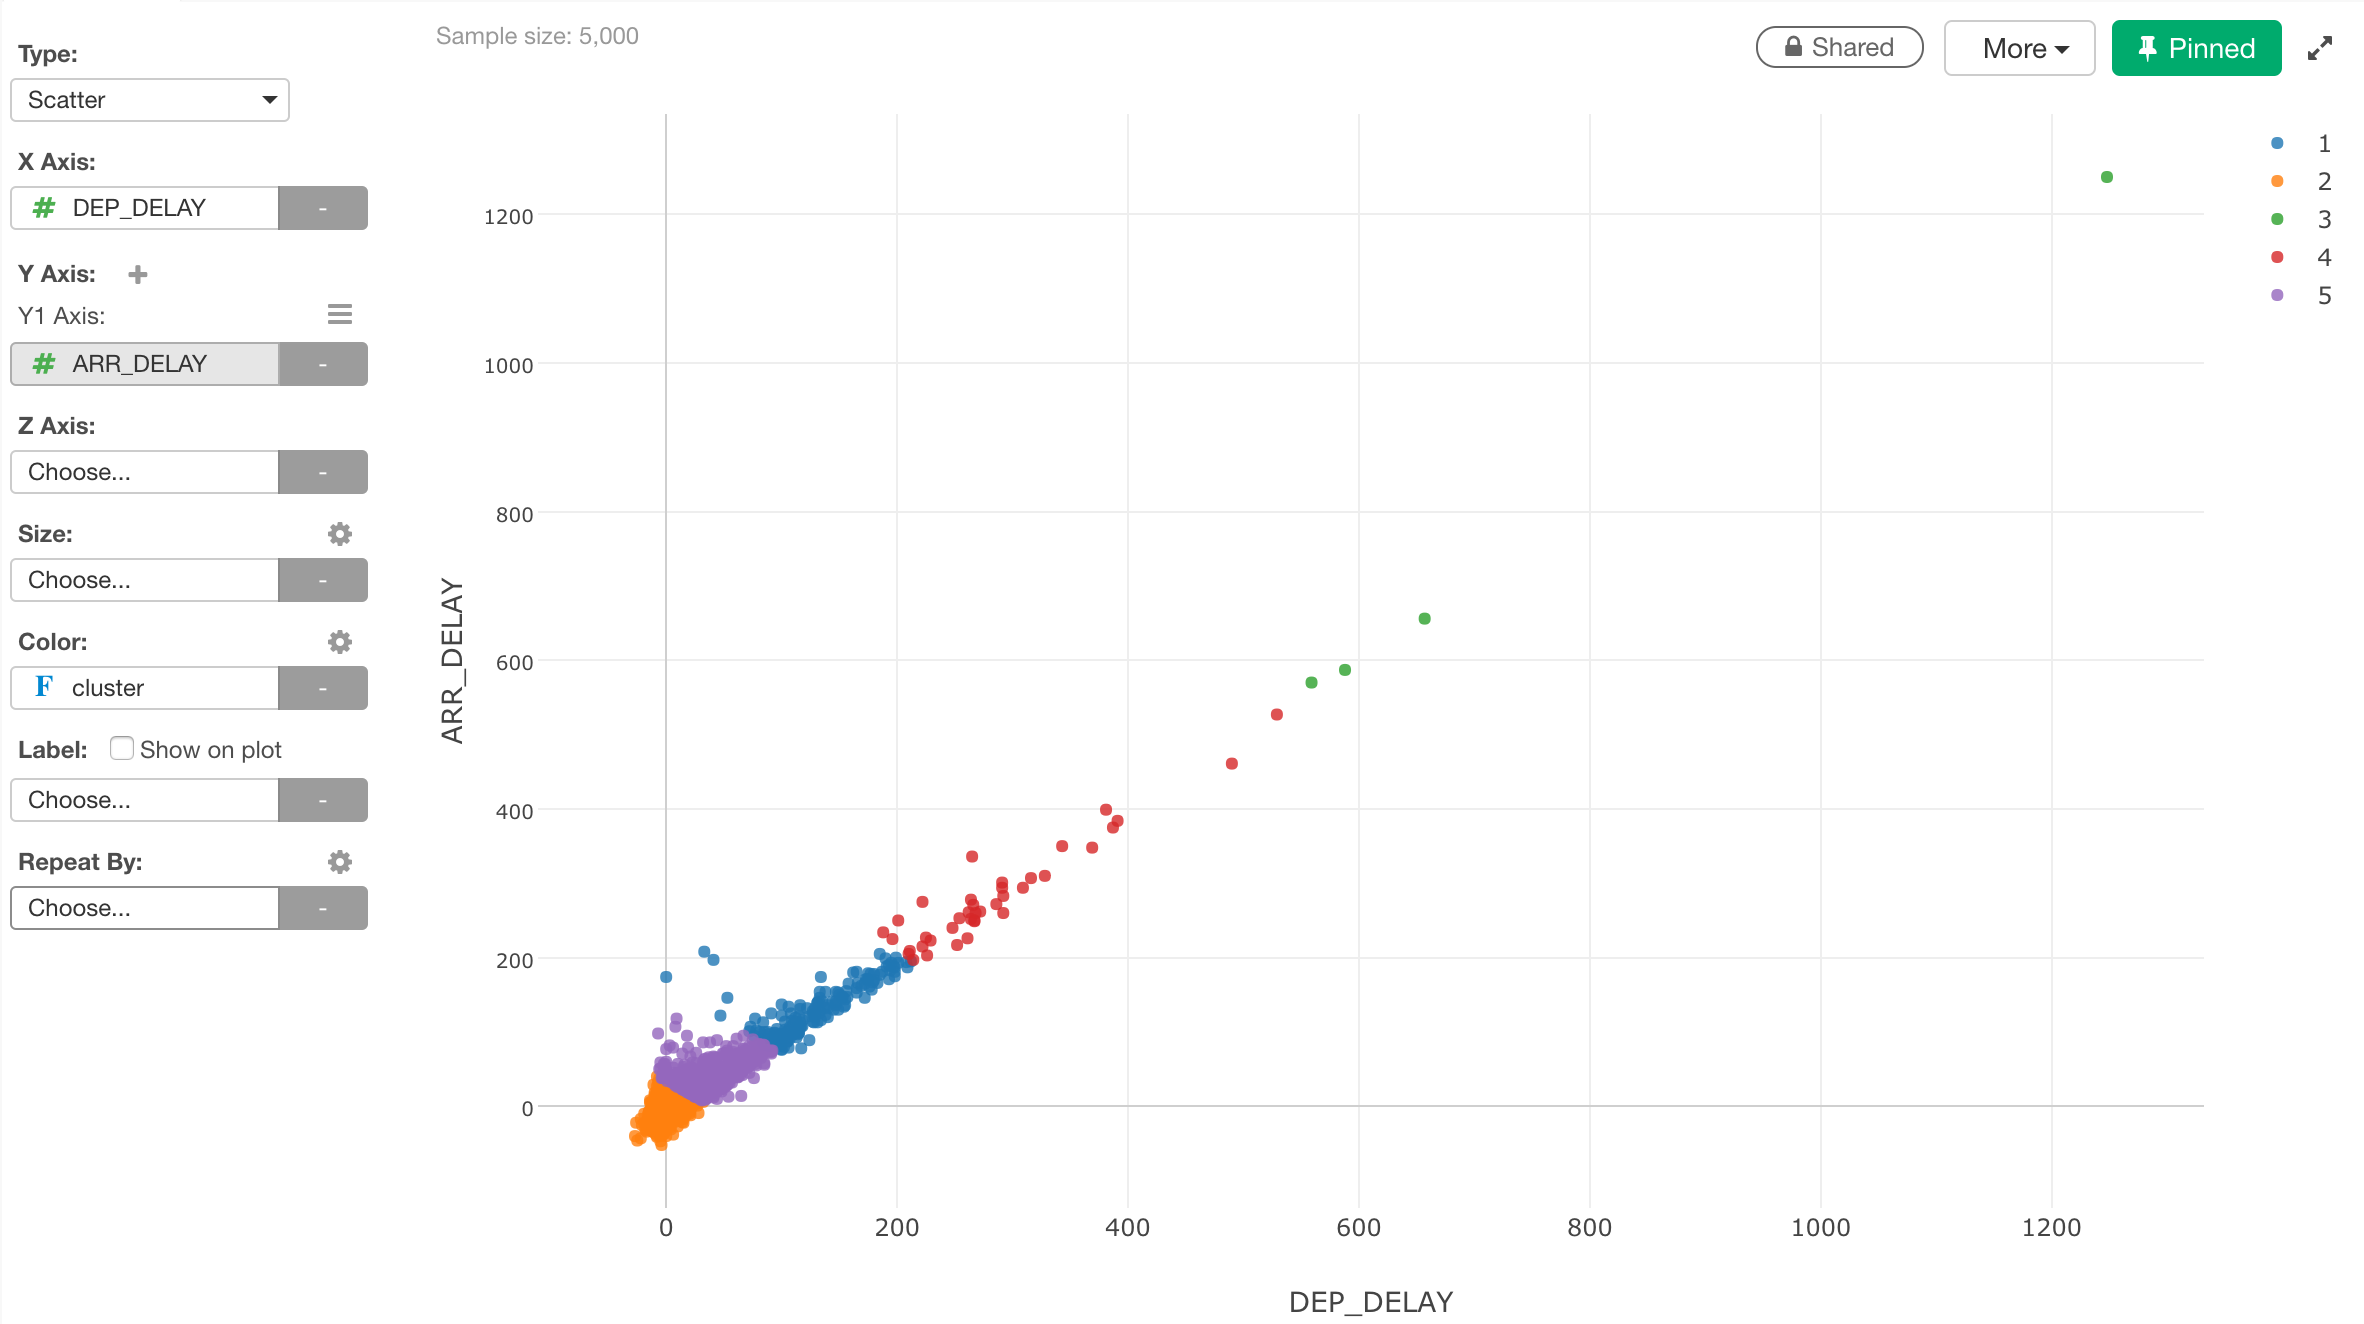 Sample size: 5,000
Shared
More
Pinned
Type:
Scatter
X Axis:
# DEP_DELAY -
Y Axis: +
Y1 Axis:
# ARR_DELAY -
Z Axis:
Choose... -
Size:
Choose... -
Color:
F cluster -
Label: Show on plot
Choose... -
Repeat By:
Choose... -
ARR_DELAY
1200
1000
800
600
400
200
0
0 200 400 600 800 1000 1200
DEP_DELAY
1
2
3
4
5